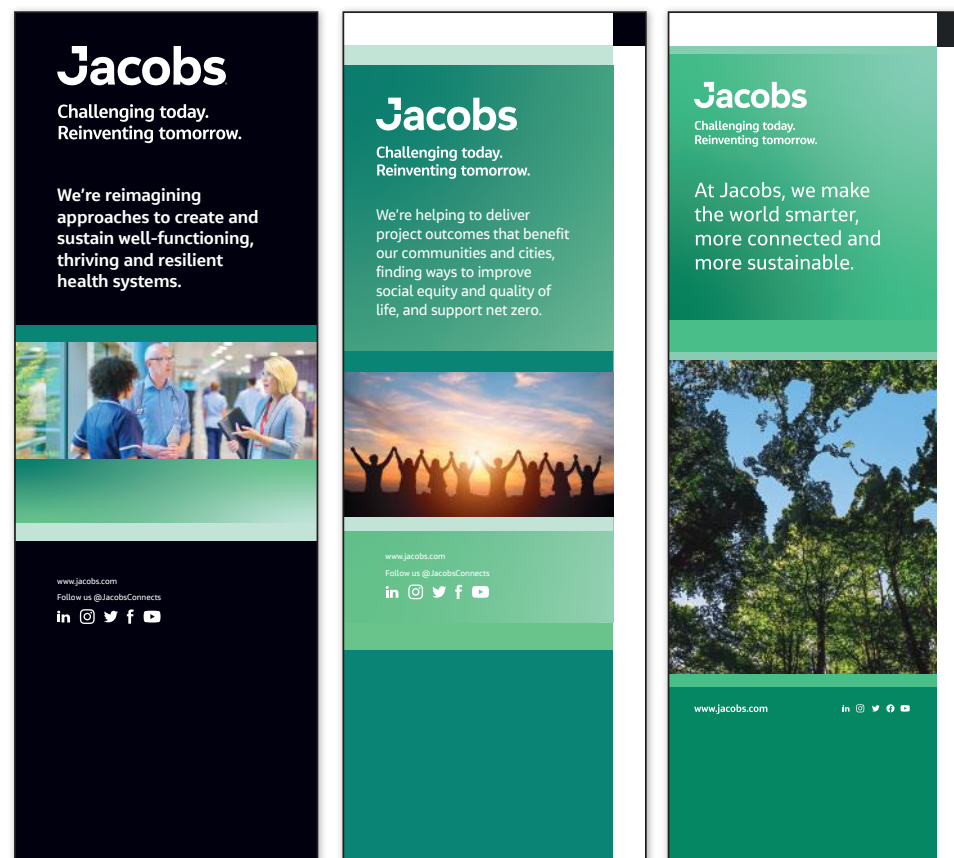 Jacobs
Challenging today.
Reinventing tomorrow.
We're reimagining
approaches to create and
sustain well-functioning,
thriving and resilient
health systems.
www.jacobs.com
Follow us @JacobsConnects
Jacobs
Challenging today.
Reinventing tomorrow.
We're helping to deliver
project outcomes that benefit
our communities and cities,
finding ways to improve
social equity and quality of
life, and support net zero.
www.jacobs.com
Follow us @JacobsConnects
Jacobs
Challenging today.
Reinventing tomorrow.
At Jacobs, we make
the world smarter,
more connected and
more sustainable.
www.jacobs.com